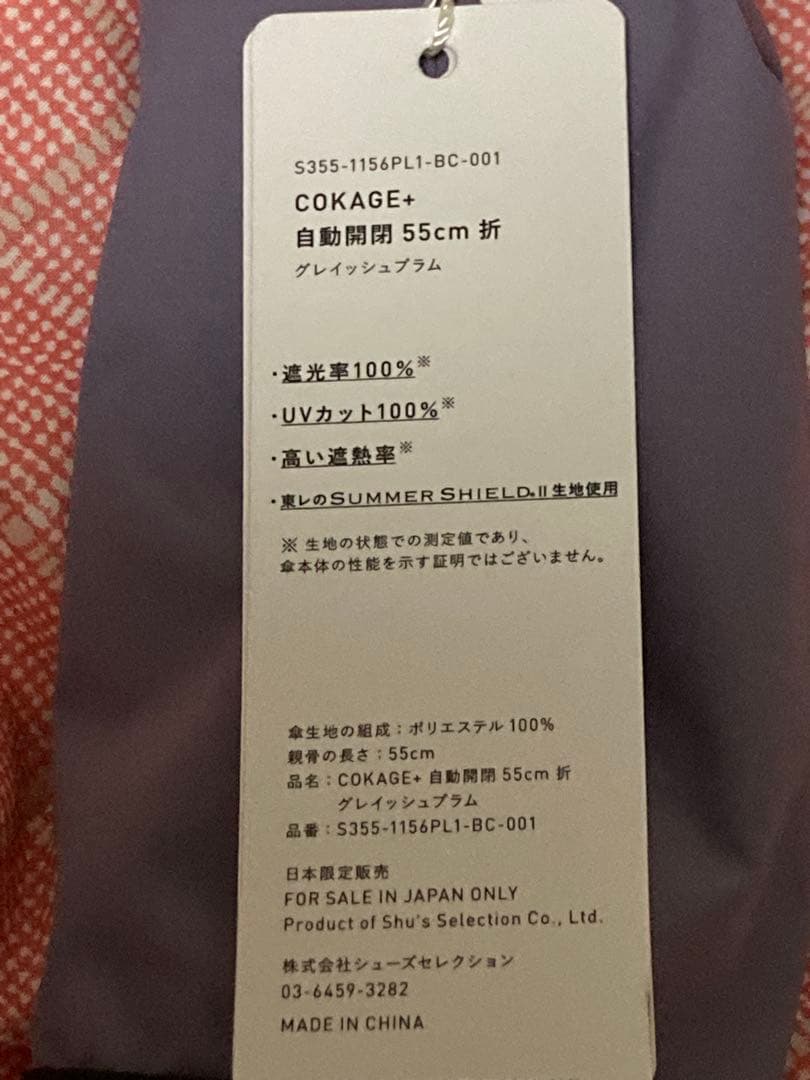 S355-1156PL1-BC-001
COKAGE+
自動開閉 55cm 折
グレイッシュプラム
・遮光率100%※
・UVカット100%※
・高い遮熱率※
・東レのSUMMER SHIELD®II生地使用
※ 生地の状態での測定値であり、
傘本体の性能を示す証明ではございません。
傘生地の組成：ポリエステル 100%
親骨の長さ：55cm
品名：COKAGE+ 自動開閉 55cm 折
グレイッシュプラム
品番：S355-1156PL1-BC-001
日本限定販売
FOR SALE IN JAPAN ONLY
Product of Shu's Selection Co., Ltd.
株式会社シューズセレクション
03-6459-3282
MADE IN CHINA